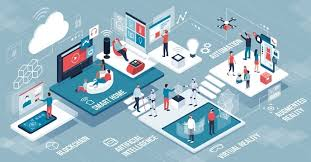 AUTOMATION
SMART HOME
AUGMENTED
REALITY
BLOCKCHAIN
ARTIFICIAL
INTELLIGENCE
VIRTUAL REALITY